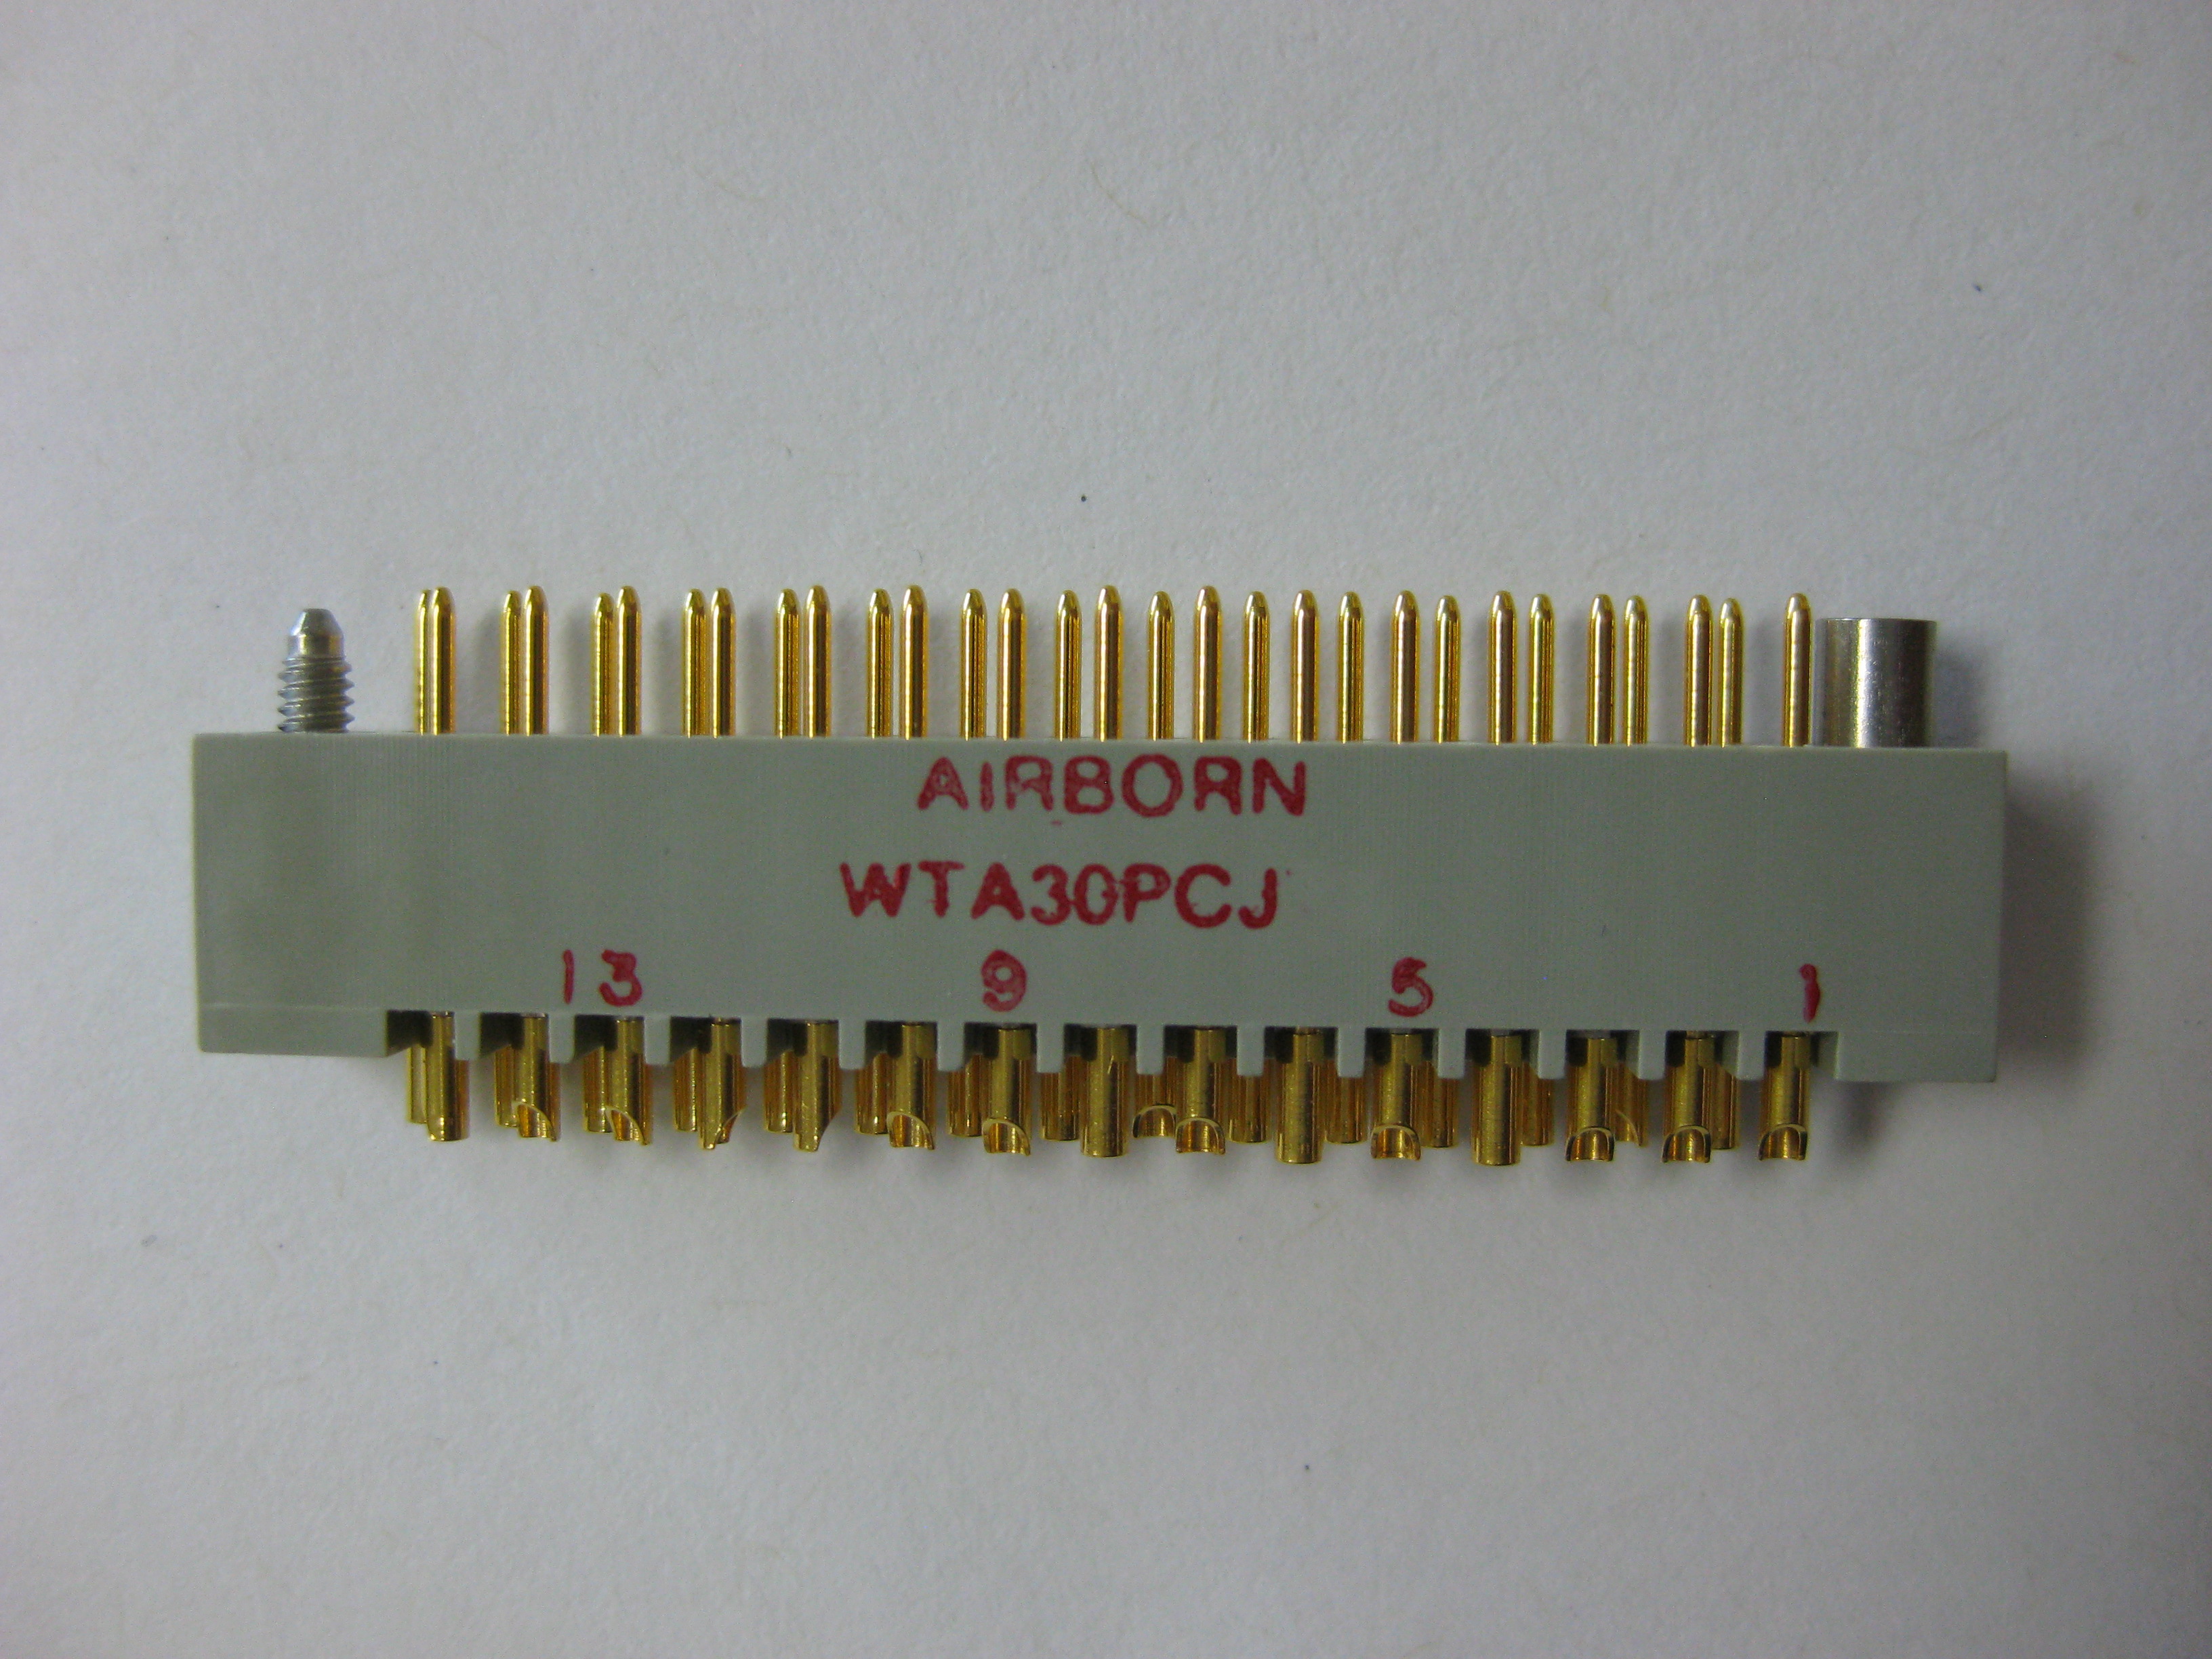 AIRBORN
WTA30PCJ
13 9 5 1